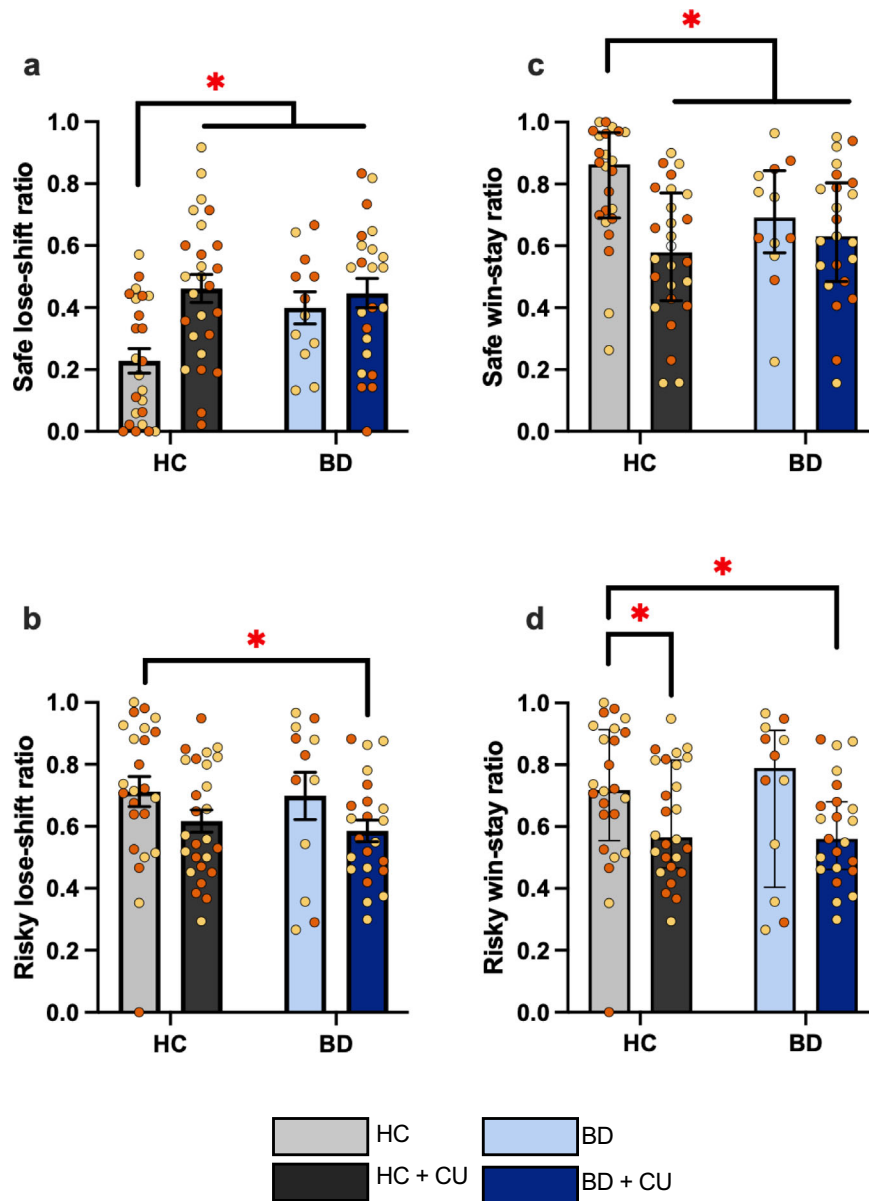 a
*
Safe lose-shift ratio
1.0
0.8
0.6
0.4
0.2
0.0
HC BD
c
*
Safe win-stay ratio
1.0
0.8
0.6
0.4
0.2
0.0
HC BD
b
*
Risky lose-shift ratio
1.0
0.8
0.6
0.4
0.2
0.0
HC BD
d
*
*
Risky win-stay ratio
1.0
0.8
0.6
0.4
0.2
0.0
HC BD
HC BD
HC + CU BD + CU